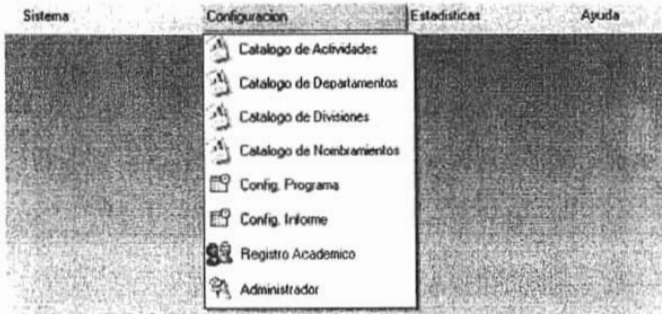 Sistema Configuracion Estadisticas Ayuda
Catalogo de Actividades
Catalogo de Departamentos
Catalogo de Divisiones
Catalogo de Nombramientos
Config. Programa
Config. Informe
Registro Academico
Administrador